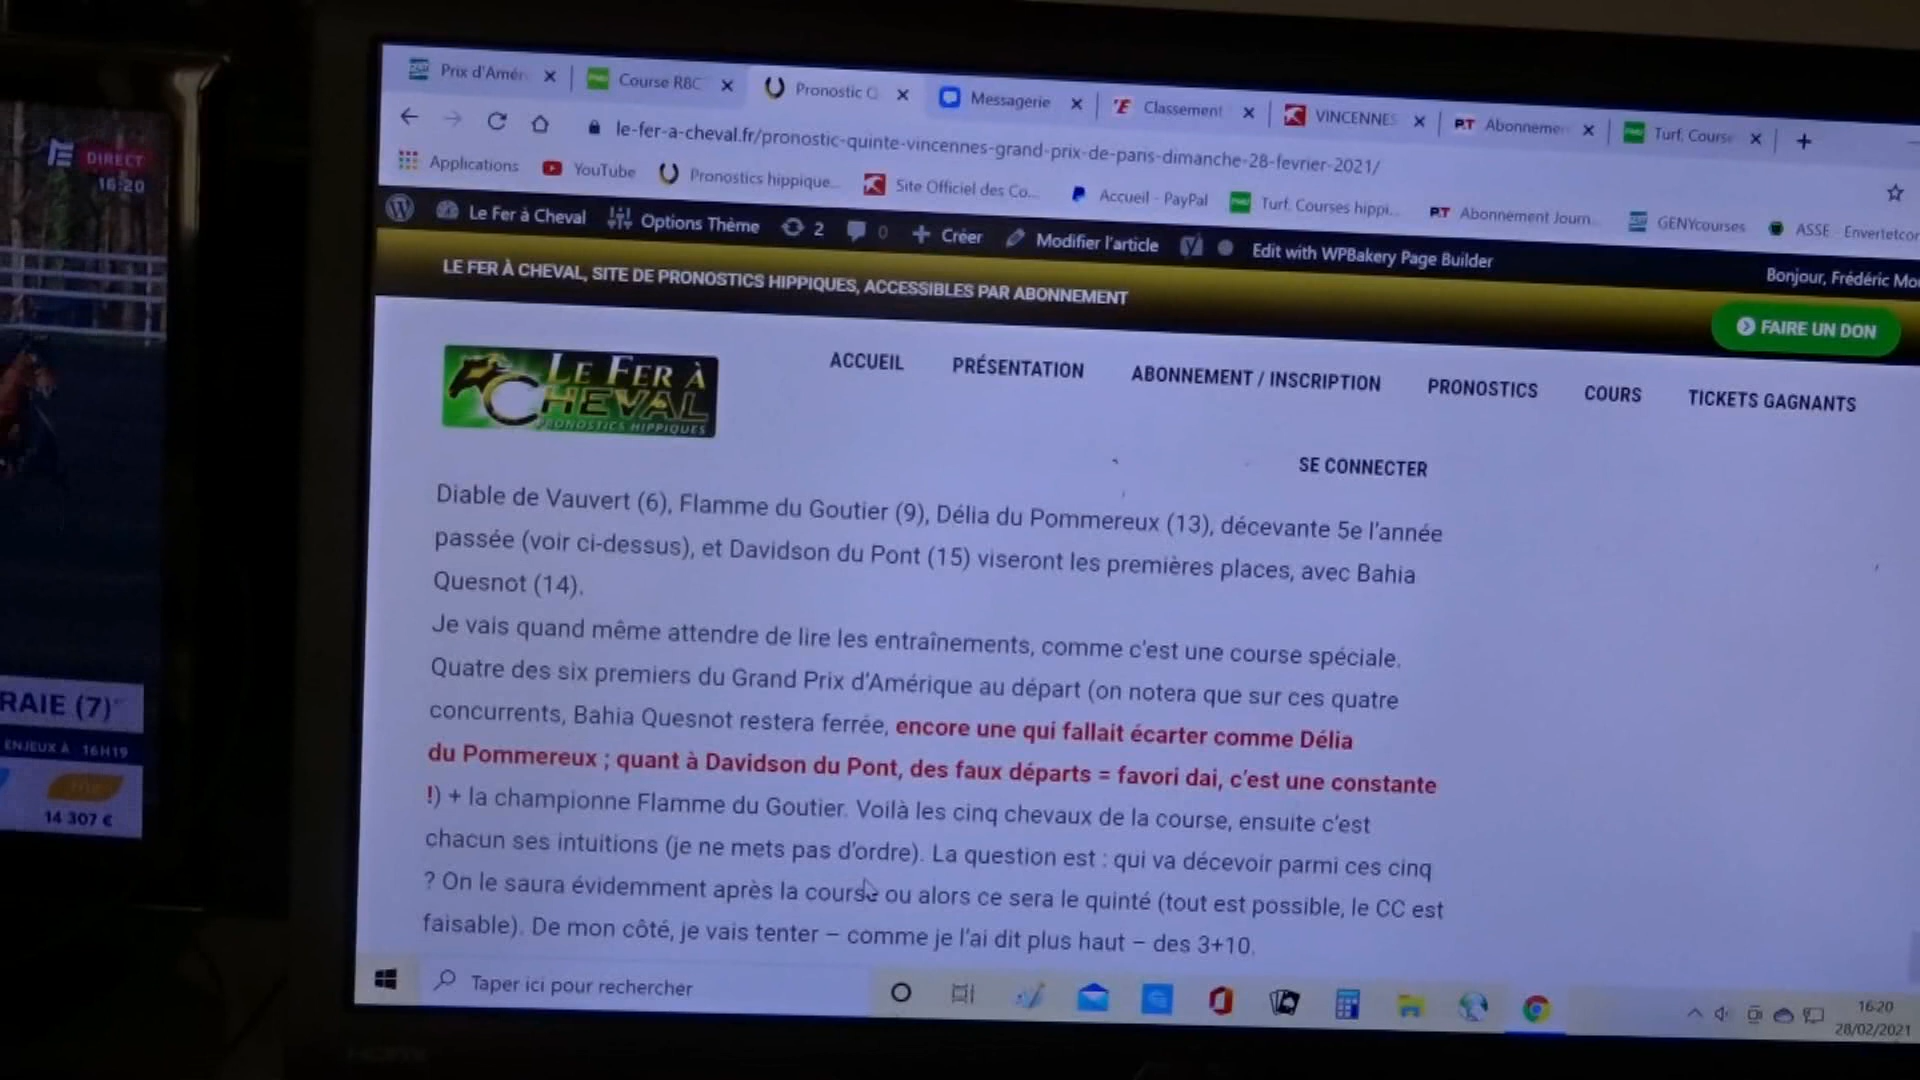 DIRECT
16:20
RAIE (7)
ENJEUX À 16H19
14 307 €
Prix d'Amér
Course R8C
Pronostic Q
Messagerie
Classement
VINCENNES
Abonnemen
Turf, Course
le-fer-a-cheval.fr/pronostic-quinte-vincennes-grand-prix-de-paris-dimanche-28-fevrier-2021/
Applications
YouTube
Pronostics hippique...
Site Officiel des Co...
Accueil - PayPal
Turf. Courses hippi...
Abonnement Journ...
GENYcourses
ASSE - Envertetcor
Le Fer à Cheval
Options Thème
2
0
Créer
Modifier l'article
Edit with WPBakery Page Builder
Bonjour, Frédéric Mo
LE FER À CHEVAL, SITE DE PRONOSTICS HIPPIQUES, ACCESSIBLES PAR ABONNEMENT
FAIRE UN DON
LE FER À
CHEVAL
PRONOSTICS HIPPIQUES
ACCUEIL
PRÉSENTATION
ABONNEMENT / INSCRIPTION
PRONOSTICS
COURS
TICKETS GAGNANTS
SE CONNECTER
Diable de Vauvert (6), Flamme du Goutier (9), Délia du Pommereux (13), décevante 5e l'année
passée (voir ci-dessus), et Davidson du Pont (15) viseront les premières places, avec Bahia
Quesnot (14).
Je vais quand même attendre de lire les entraînements, comme c'est une course spéciale.
Quatre des six premiers du Grand Prix d'Amérique au départ (on notera que sur ces quatre
concurrents, Bahia Quesnot restera ferrée, encore une qui fallait écarter comme Délia
du Pommereux ; quant à Davidson du Pont, des faux départs = favori dai, c'est une constante
!) + la championne Flamme du Goutier. Voilà les cinq chevaux de la course, ensuite c'est
chacun ses intuitions (je ne mets pas d'ordre). La question est : qui va décevoir parmi ces cinq
? On le saura évidemment après la course ou alors ce sera le quinté (tout est possible, le CC est
faisable). De mon côté, je vais tenter – comme je l'ai dit plus haut – des 3+10.
Taper ici pour rechercher
16:20
28/02/2021